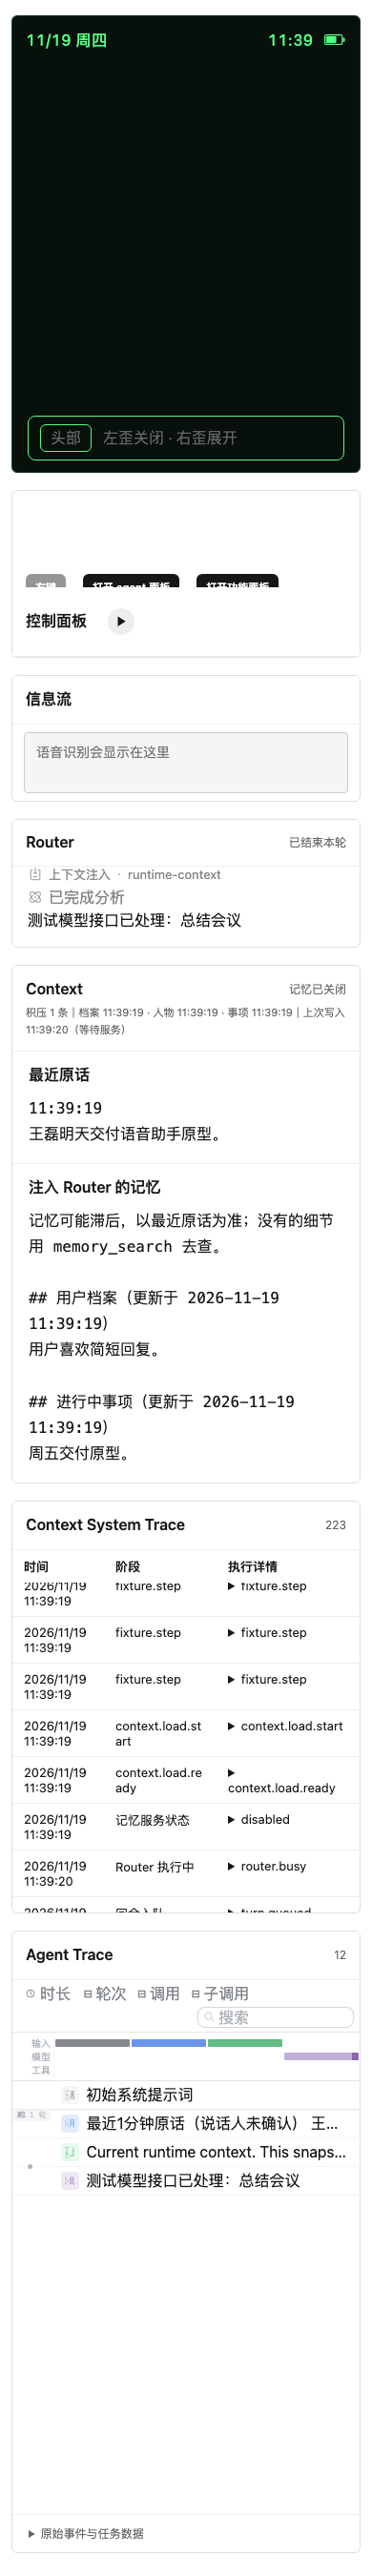 11/19 周四
11:39
头部 左歪关闭 · 右歪展开
控制面板
信息流
语音识别会显示在这里
Router
已结束本轮
上下文注入 · runtime-context
已完成分析
测试模型接口已处理：总结会议
Context
记忆已关闭
积压 1 条 | 档案 11:39:19 · 人物 11:39:19 · 事项 11:39:19 | 上次写入
11:39:20（等待服务）
最近原话
11:39:19
王磊明天交付语音助手原型。
注入 Router 的记忆
记忆可能滞后，以最近原话为准；没有的细节
用 memory_search 去查。
## 用户档案（更新于 2026-11-19
11:39:19）
用户喜欢简短回复。
## 进行中事项（更新于 2026-11-19
11:39:19）
周五交付原型。
Context System Trace
223
时间 阶段 执行详情
2026/11/19 fixture.step ▶ fixture.step
11:39:19
2026/11/19 fixture.step ▶ fixture.step
11:39:19
2026/11/19 fixture.step ▶ fixture.step
11:39:19
2026/11/19 context.load.st ▶ context.load.start
11:39:19 art
2026/11/19 context.load.re ▶
11:39:19 ady context.load.ready
2026/11/19 记忆服务状态 ▶ disabled
11:39:19
2026/11/19 Router 执行中 ▶ router.busy
11:39:20
2026/11/19 ▶ turn.queued
Agent Trace
12
时长 轮次 调用 子调用
搜索
输入
模型
工具
初始系统提示词
最近1分钟原话（说话人未确认） 王...
Current runtime context. This snaps...
测试模型接口已处理：总结会议
▶ 原始事件与任务数据